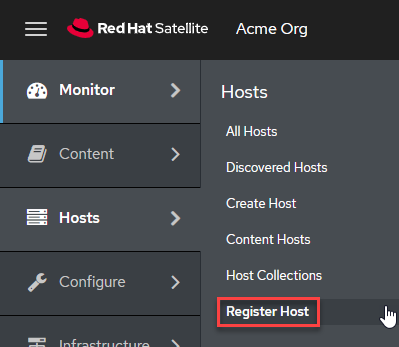 Red Hat Satellite Acme Org
Monitor
Content
Hosts
Configure
Infrastructure
Hosts
All Hosts
Discovered Hosts
Create Host
Content Hosts
Host Collections
Register Host